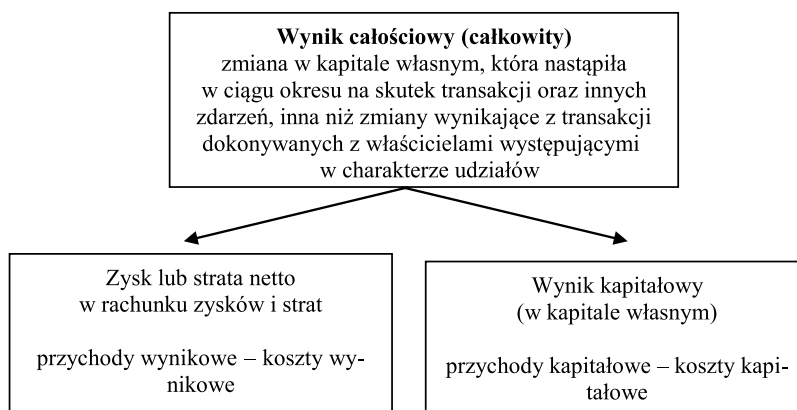 Wynik całościowy (całkowity)
zmiana w kapitale własnym, która nastąpiła
w ciągu okresu na skutek transakcji oraz innych
zdarzeń, inna niż zmiany wynikające z transakcji
dokonywanych z właścicielami występującymi
w charakterze udziałów
Zysk lub strata netto
w rachunku zysków i strat
przychody wynikowe – koszty wy-
nikowe
Wynik kapitałowy
(w kapitale własnym)
przychody kapitałowe – koszty kapi-
tałowe